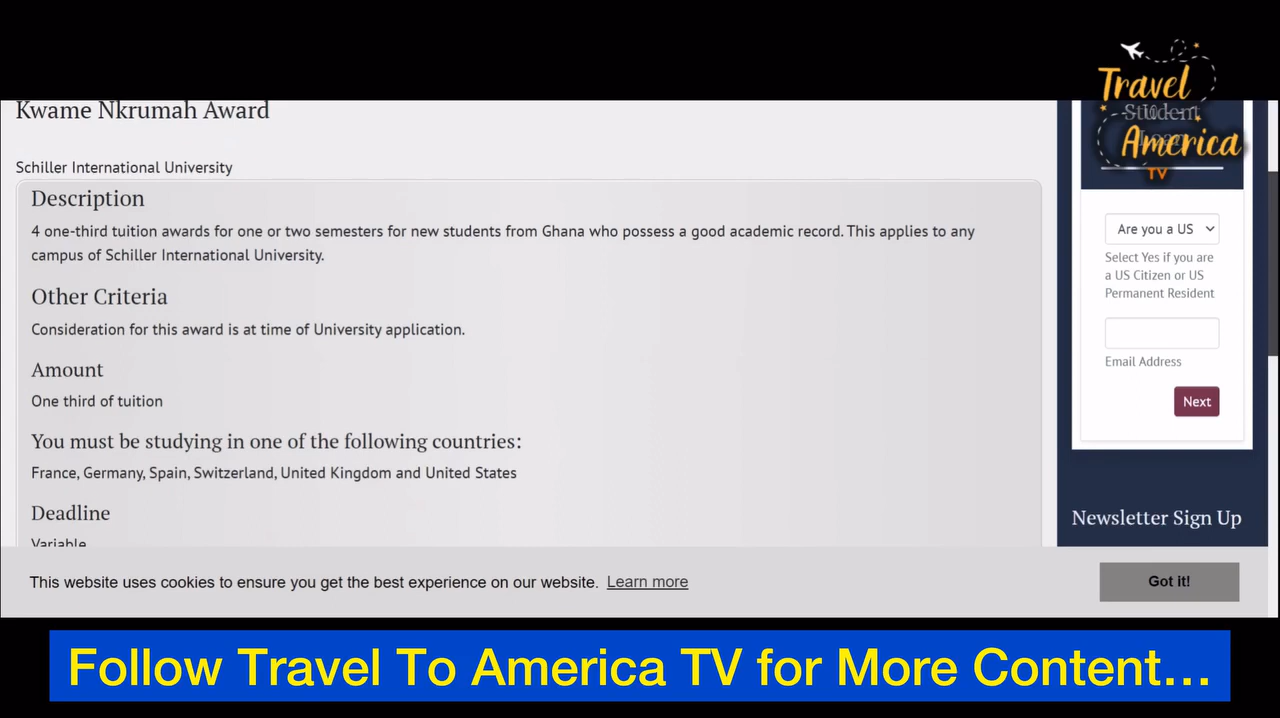 Kwame Nkrumah Award
Schiller International University
Description
4 one-third tuition awards for one or two semesters for new students from Ghana who possess a good academic record. This applies to any
campus of Schiller International University.
Other Criteria
Consideration for this award is at time of University application.
Amount
One third of tuition
You must be studying in one of the following countries:
France, Germany, Spain, Switzerland, United Kingdom and United States
Deadline
Variable
Travel
Student
To
America
TV
Are you a US
Select Yes if you are
a US Citizen or US
Permanent Resident
Email Address
Next
Newsletter Sign Up
This website uses cookies to ensure you get the best experience on our website. Learn more
Got it!
Follow Travel To America TV for More Content...